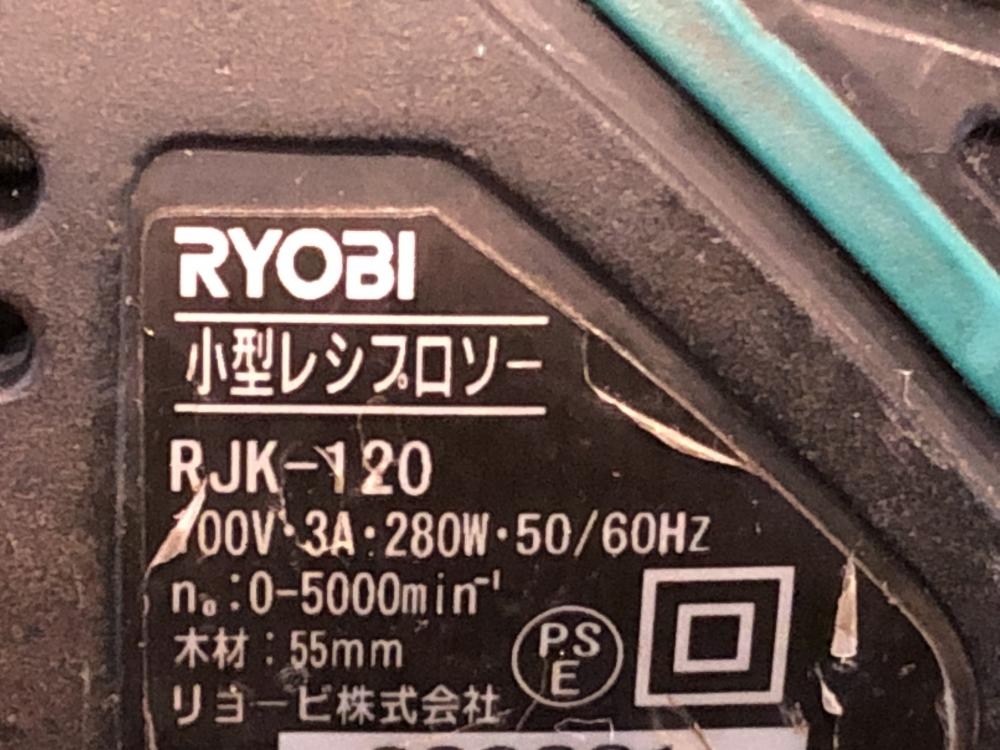 RYOBI
小型レシプロソー
RJK-120
100V・3A・280W・50/60Hz
n₀:0-5000min⁻¹
木材:55mm
PS
E
リョービ株式会社